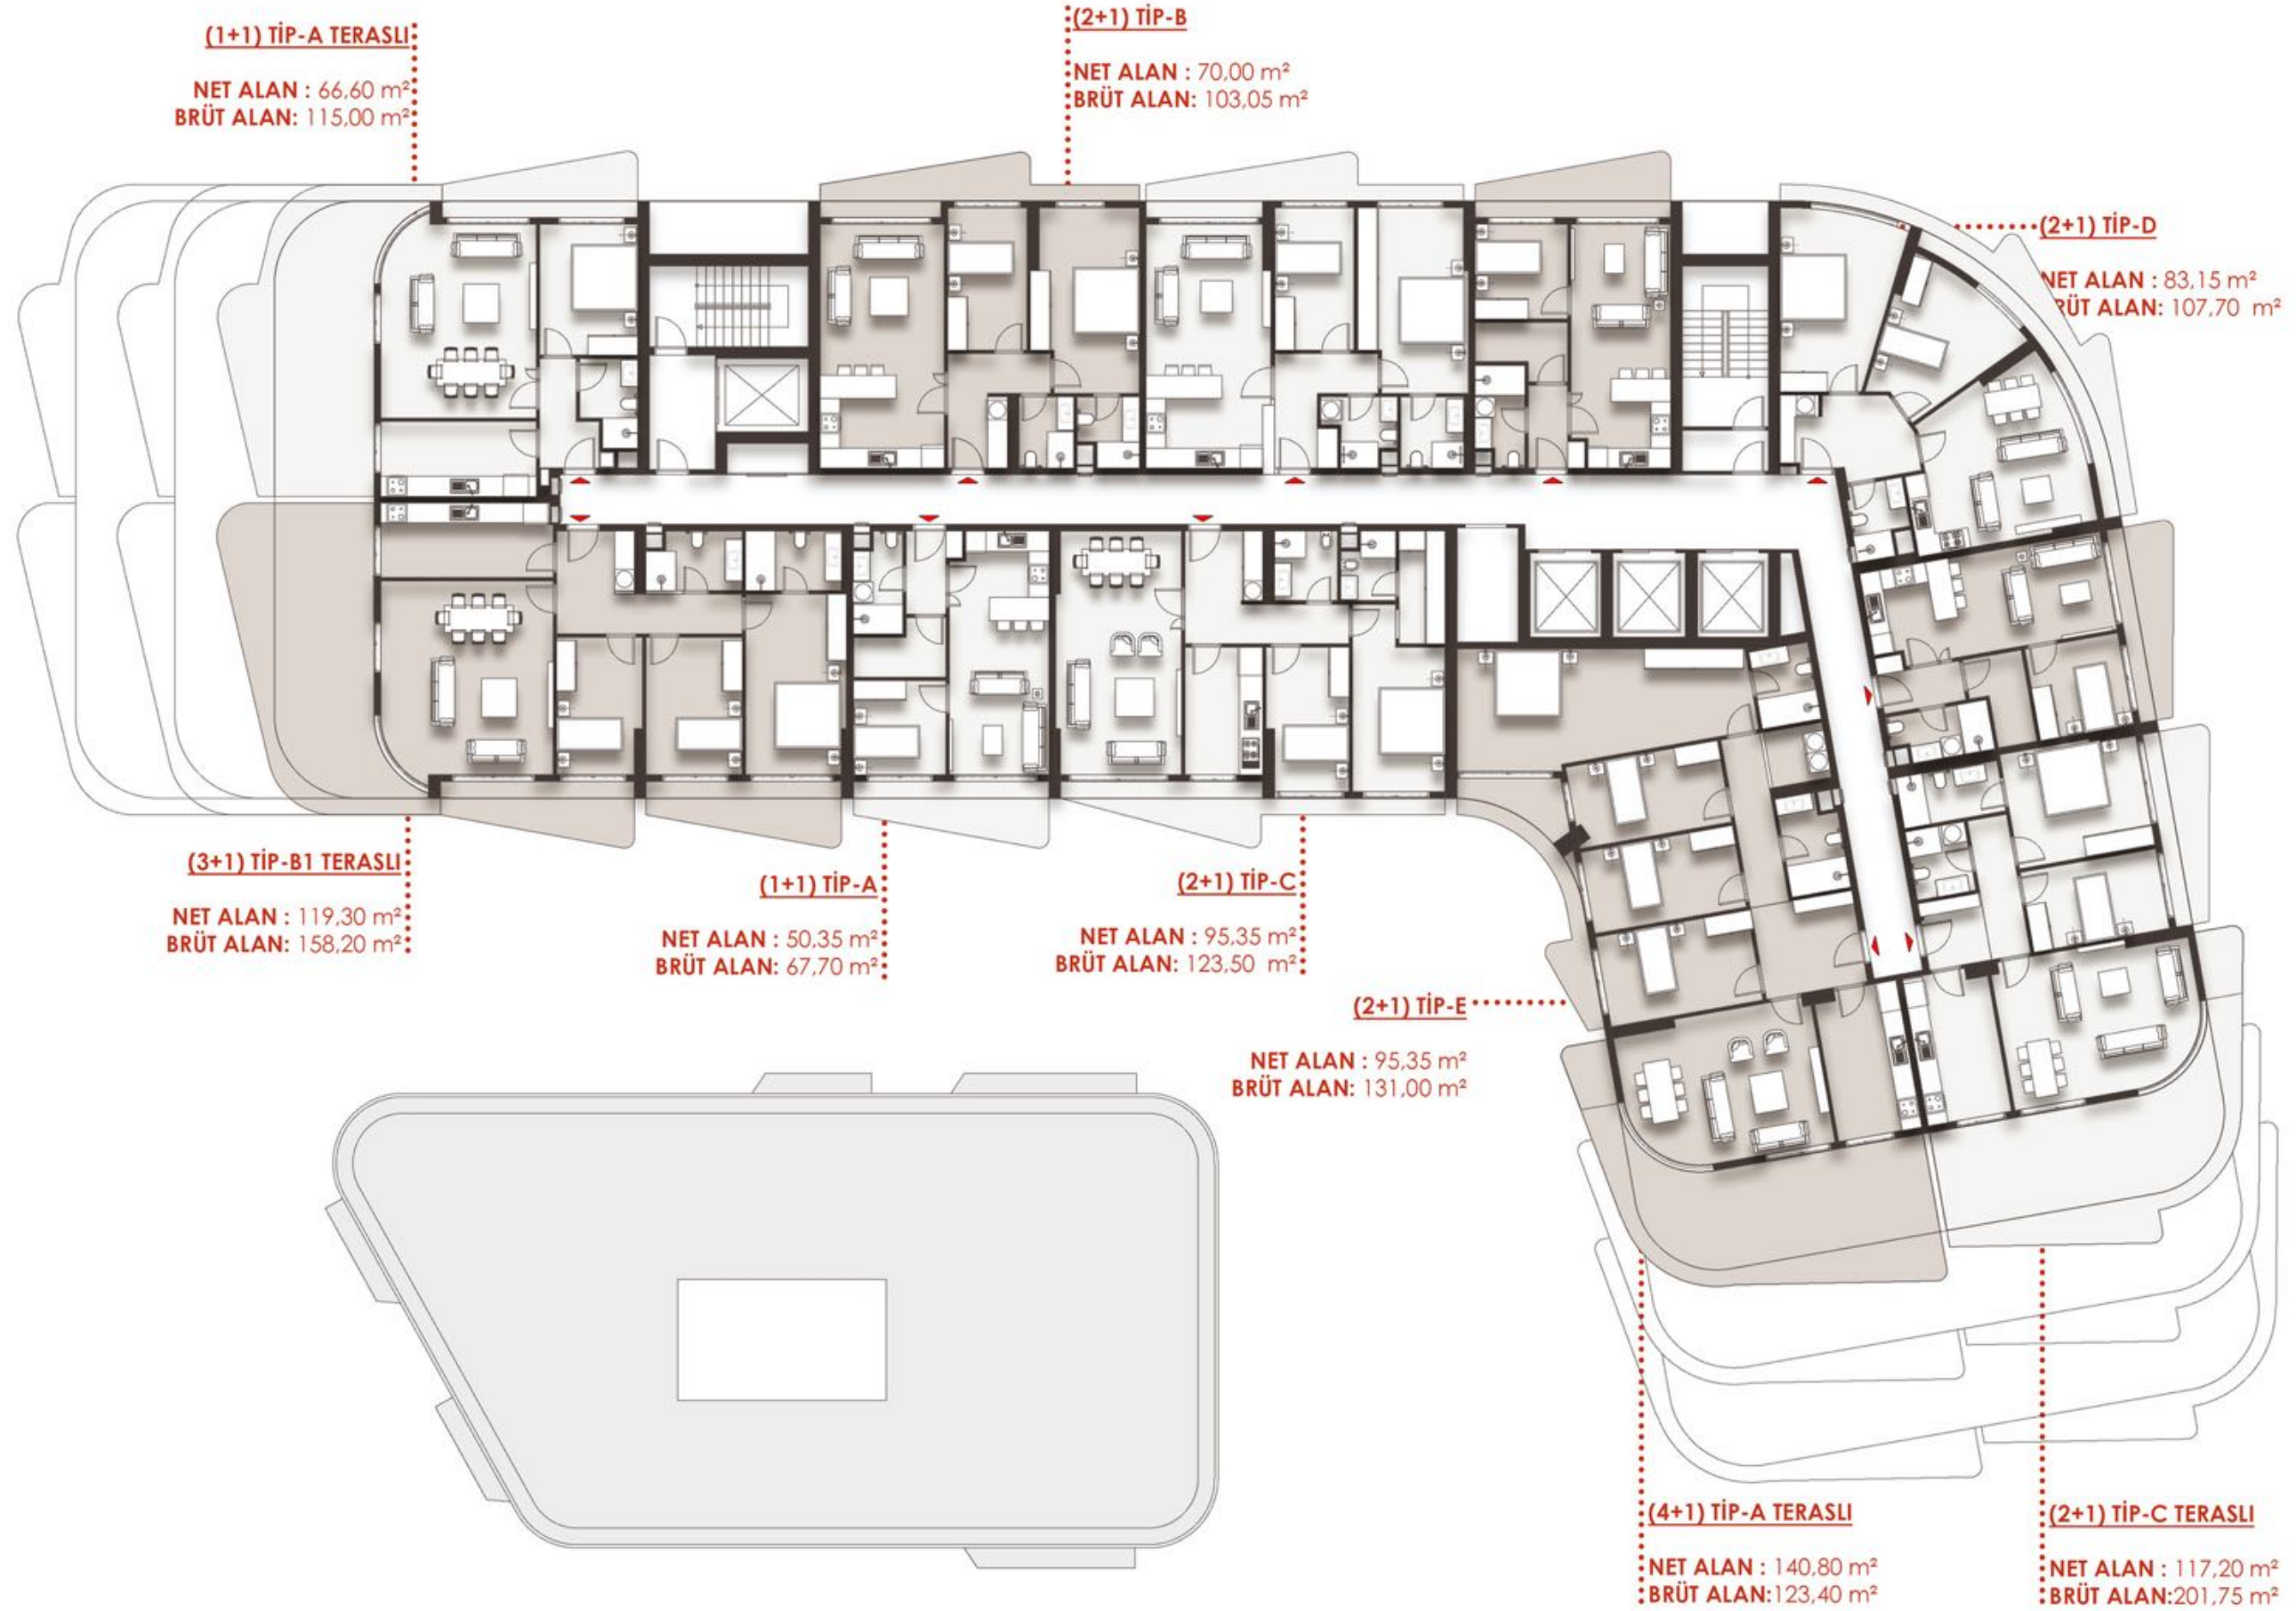 (1+1) TİP-A TERASLI
NET ALAN : 66,60 m²
BRÜT ALAN: 115,00 m²
(2+1) TİP-B
NET ALAN : 70,00 m²
BRÜT ALAN: 103,05 m²
(2+1) TİP-D
NET ALAN : 83,15 m²
RÜT ALAN: 107,70 m²
(3+1) TİP-B1 TERASLI
NET ALAN : 119,30 m²
BRÜT ALAN: 158,20 m²
(1+1) TİP-A
NET ALAN : 50,35 m²
BRÜT ALAN: 67,70 m²
(2+1) TİP-C
NET ALAN : 95,35 m²
BRÜT ALAN: 123,50 m²
(2+1) TİP-E
NET ALAN : 95,35 m²
BRÜT ALAN: 131,00 m²
(4+1) TİP-A TERASLI
NET ALAN : 140,80 m²
BRÜT ALAN:123,40 m²
(2+1) TİP-C TERASLI
NET ALAN : 117,20 m²
BRÜT ALAN:201,75 m²